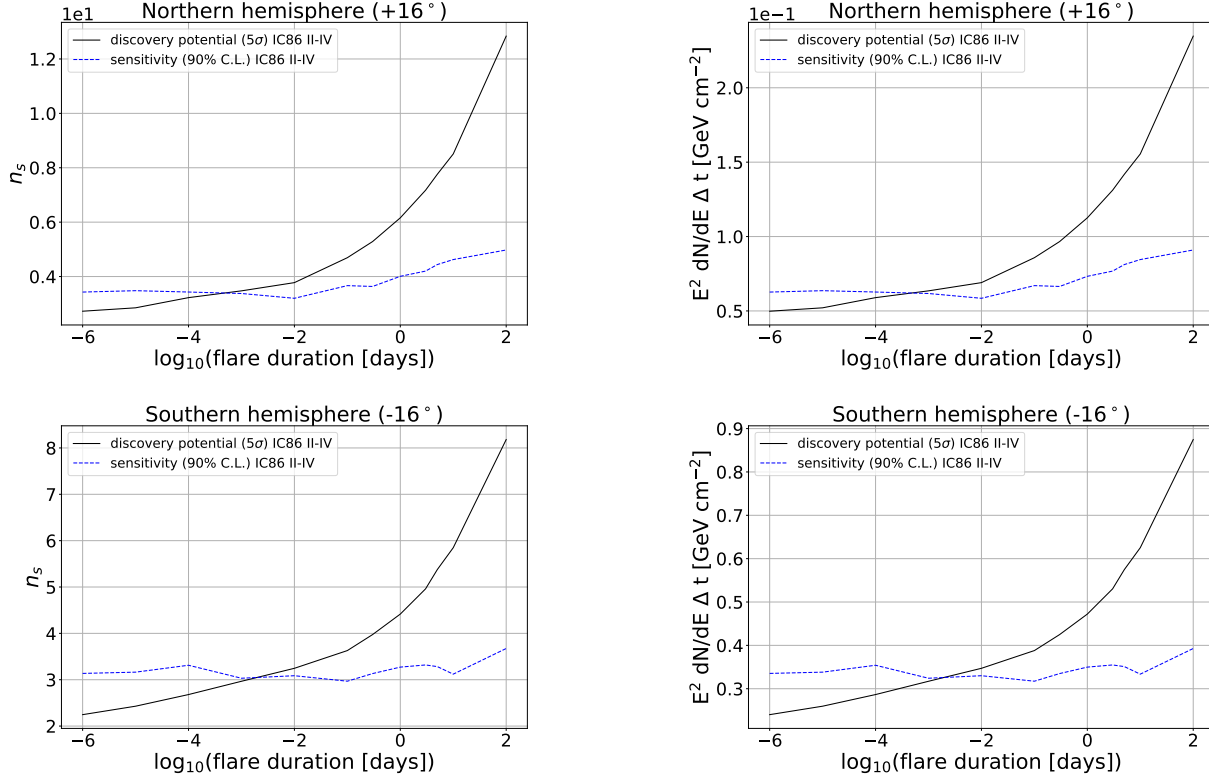 Northern hemisphere (+16°)
1e1
discovery potential (5σ) IC86 II-IV
sensitivity (90% C.L.) IC86 II-IV
1.2
1.0
0.8
0.6
0.4
n_s
−6 −4 −2 0 2
log₁₀(flare duration [days])
Northern hemisphere (+16°)
1e−1
discovery potential (5σ) IC86 II-IV
sensitivity (90% C.L.) IC86 II-IV
2.0
1.5
1.0
0.5
E² dN/dE Δ t [GeV cm⁻²]
−6 −4 −2 0 2
log₁₀(flare duration [days])
Southern hemisphere (-16°)
discovery potential (5σ) IC86 II-IV
sensitivity (90% C.L.) IC86 II-IV
8
7
6
5
4
3
2
n_s
−6 −4 −2 0 2
log₁₀(flare duration [days])
Southern hemisphere (-16°)
discovery potential (5σ) IC86 II-IV
sensitivity (90% C.L.) IC86 II-IV
0.9
0.8
0.7
0.6
0.5
0.4
0.3
E² dN/dE Δ t [GeV cm⁻²]
−6 −4 −2 0 2
log₁₀(flare duration [days])